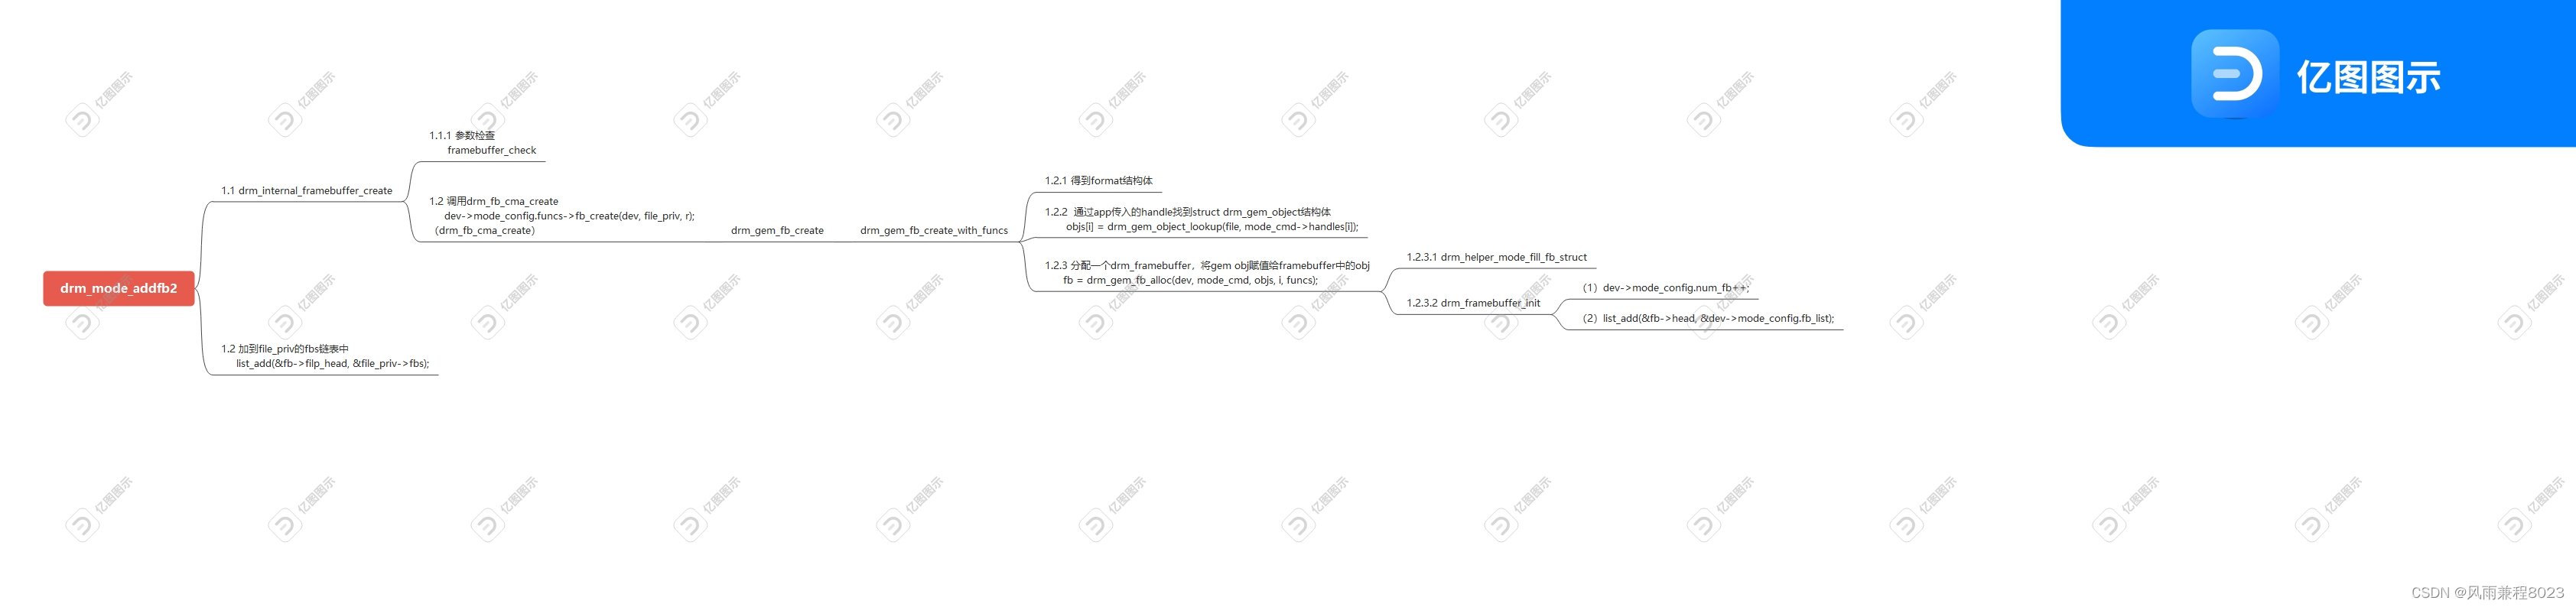 亿图图示
drm_mode_addfb2
1.1 drm_internal_framebuffer_create
1.1.1 参数检查
framebuffer_check
1.2 调用drm_fb_cma_create
dev->mode_config.funcs->fb_create(dev, file_priv, r);
（drm_fb_cma_create）
drm_gem_fb_create
drm_gem_fb_create_with_funcs
1.2.1 得到format结构体
1.2.2 通过app传入的handle找到struct drm_gem_object结构体
objs[i] = drm_gem_object_lookup(file, mode_cmd->handles[i]);
1.2.3 分配一个drm_framebuffer，将gem obj赋值给framebuffer中的obj
fb = drm_gem_fb_alloc(dev, mode_cmd, objs, i, funcs);
1.2.3.1 drm_helper_mode_fill_fb_struct
1.2.3.2 drm_framebuffer_init
（1）dev->mode_config.num_fb++;
（2）list_add(&fb->head, &dev->mode_config.fb_list);
1.2 加到file_priv的fbs链表中
list_add(&fb->filp_head, &file_priv->fbs);
CSDN @风雨兼程8023